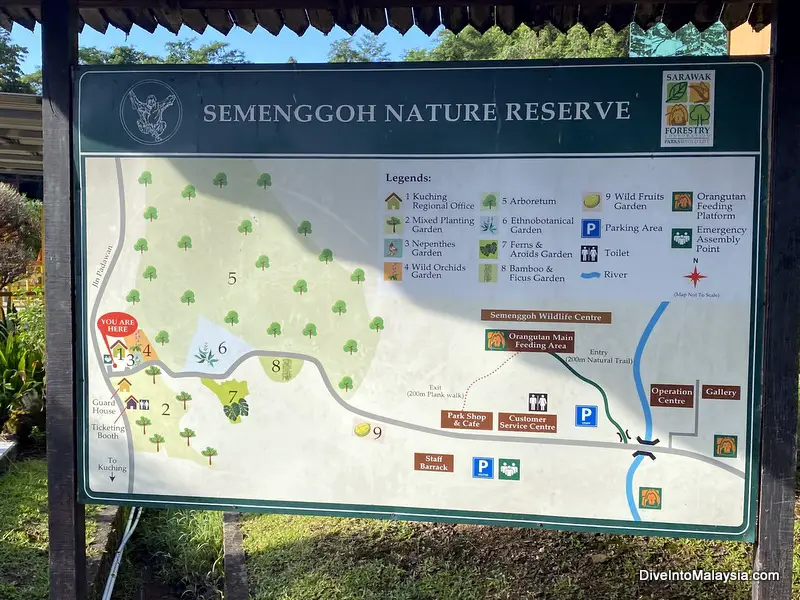 SEMENGGOH NATURE RESERVE
SARAWAK
FORESTRY
CORPORATION
Legends:
1 Kuching
Regional Office
2 Mixed Planting
Garden
3 Nepenthes
Garden
4 Wild Orchids
Garden
5 Arboretum
6 Ethnobotanical
Garden
7 Ferns &
Aroids Garden
8 Bamboo &
Ficus Garden
9 Wild Fruits
Garden
P Parking Area
Toilet
River
Orangutan
Feeding
Platform
Emergency
Assembly
Point
N
(Map Not To Scale)
Jln Padawan
5
YOU ARE
HERE
1
3
4
6
2
7
8
9
Guard
House
Ticketing
Booth
To
Kuching
Semenggoh Wildlife Centre
Orangutan Main
Feeding Area
Entry
(200m Natural Trail)
Exit
(200m Plank walk)
Park Shop
& Cafe
Customer
Service Centre
P
Operation
Centre
Gallery
Staff
Barrack
P
DiveIntoMalaysia.com